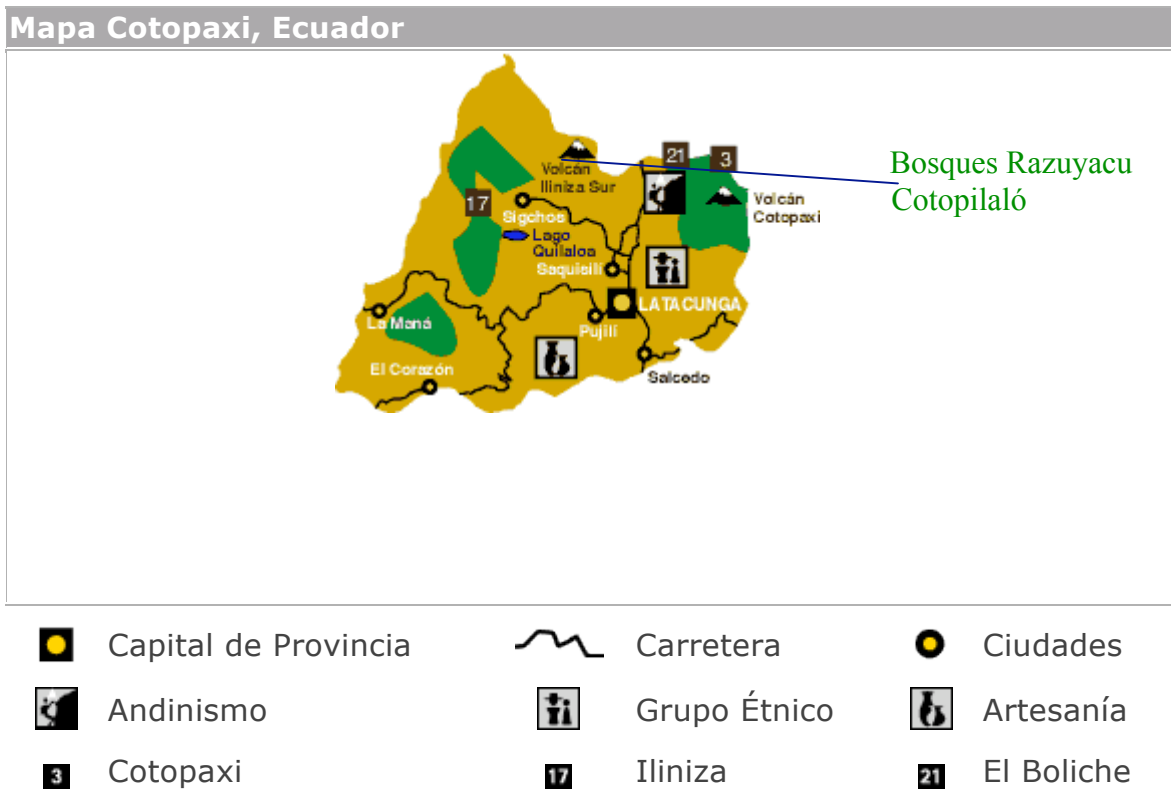 Mapa Cotopaxi, Ecuador
21
3
Bosques Razuyacu
Cotopilaló
Volcán
Iliniza Sur
17
Volcán
Cotopaxi
Sigchos
Lago
Quilaloa
Saquisilí
LATACUNGA
La Maná
Pujilí
El Corazón
Salcedo
Capital de Provincia
Carretera
Ciudades
Andinismo
Grupo Étnico
Artesanía
3 Cotopaxi
17 Iliniza
21 El Boliche